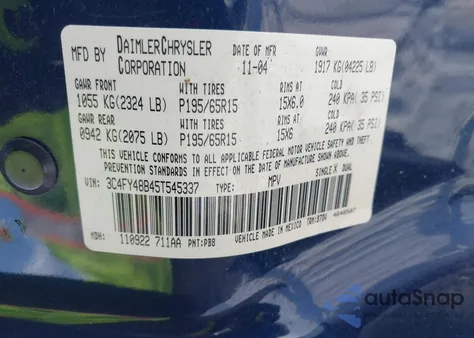 MFD BY DAIMLERCHRYSLER CORPORATION DATE OF MFR 11-04 GVWR 1917 KG(04225 LB)
GAWR FRONT WITH TIRES RIMS AT COLD
1055 KG(2324 LB) P195/65R15 15X6.0 240 KPA( 35 PSI)
GAWR REAR WITH TIRES RIMS AT COLD
0942 KG(2075 LB) P195/65R15 15X6 240 KPA( 35 PSI)
THIS VEHICLE CONFORMS TO ALL APPLICABLE FEDERAL MOTOR VEHICLE SAFETY, BUMPER, AND THEFT
PREVENTION STANDARDS IN EFFECT ON THE DATE OF MANUFACTURE SHOWN ABOVE.
VIN: 3C4FY48B45T545337 TYPE: MPV SINGLE X DUAL
MDH: 110922 711AA PNT:PBB VEHICLE MADE IN MEXICO
autoSnap